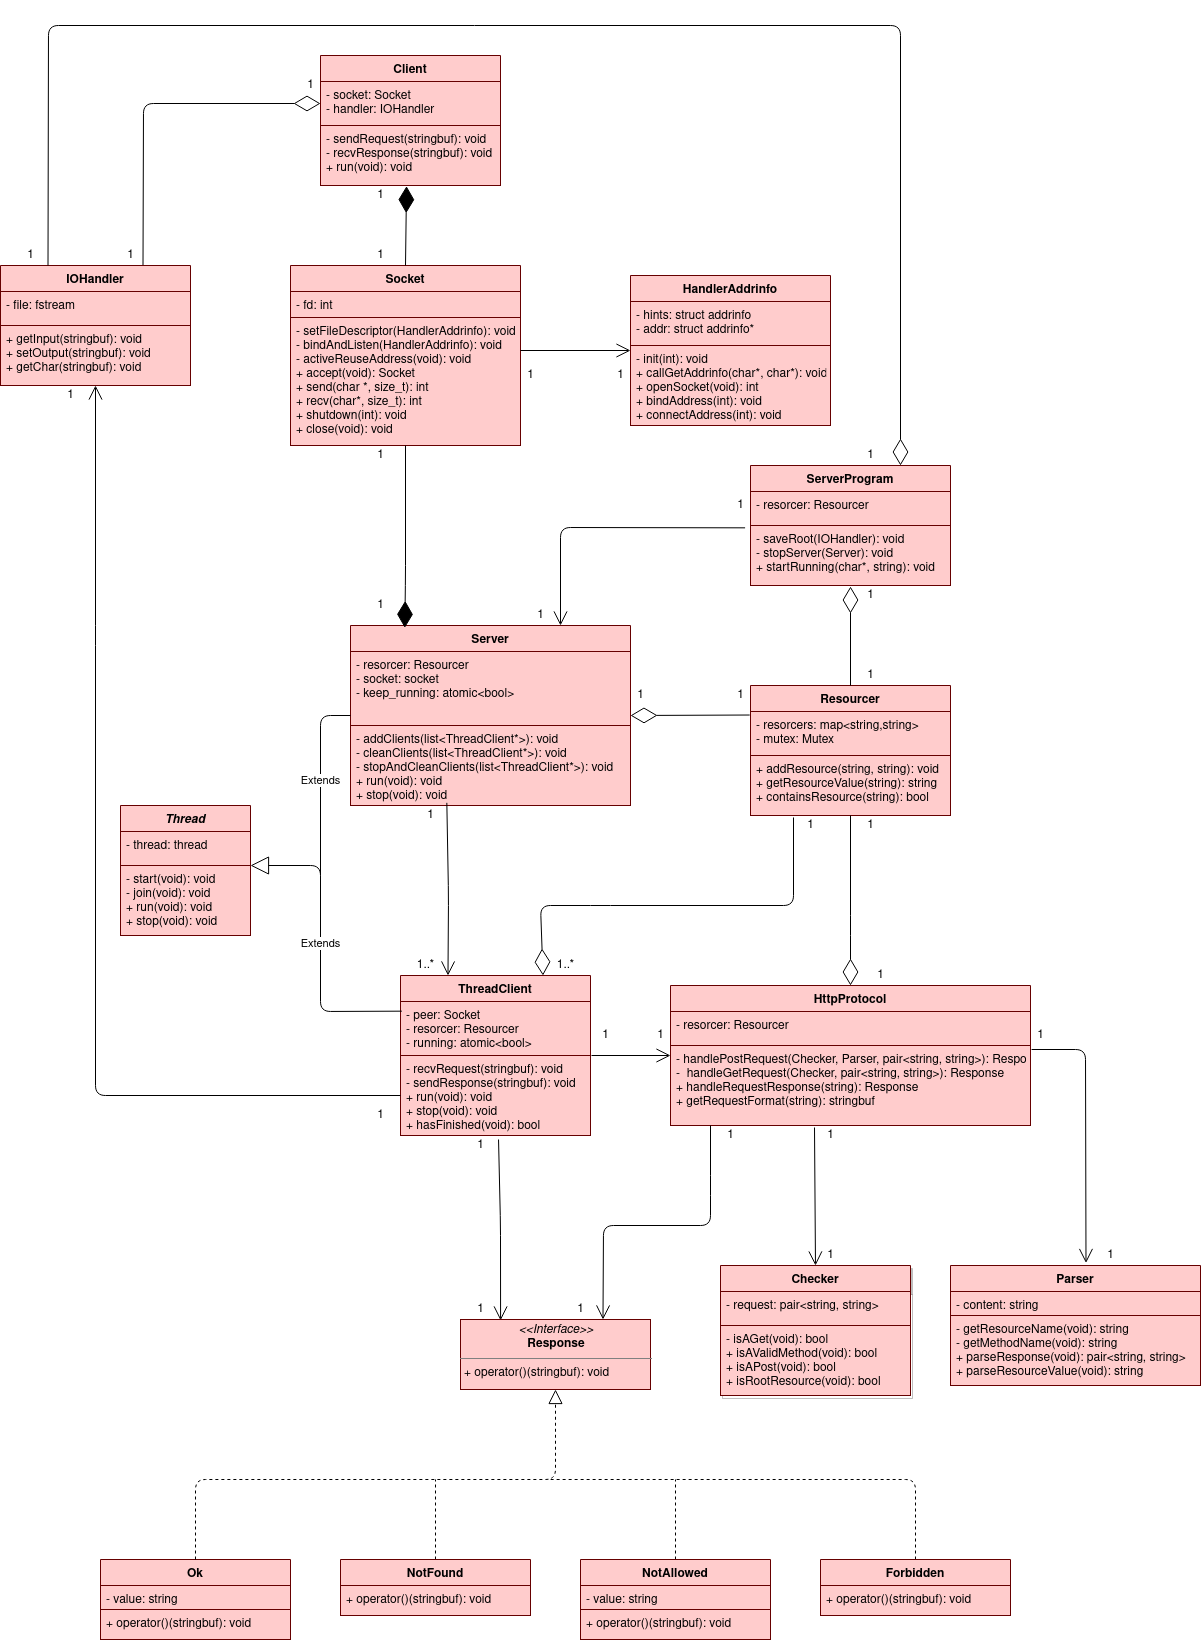 Client
- socket: Socket
- handler: IOHandler
- sendRequest(stringbuf): void
- recvResponse(stringbuf): void
+ run(void): void
1
1
1
1
1
IOHandler
- file: fstream
+ getInput(stringbuf): void
+ setOutput(stringbuf): void
+ getChar(stringbuf): void
1
Socket
- fd: int
- setFileDescriptor(HandlerAddrinfo): void
- bindAndListen(HandlerAddrinfo): void
- activeReuseAddress(void): void
+ accept(void): Socket
+ send(char *, size_t): int
+ recv(char*, size_t): int
+ shutdown(int): void
+ close(void): void
1
1
1
HandlerAddrinfo
- hints: struct addrinfo
- addr: struct addrinfo*
- init(int): void
+ callGetAddrinfo(char*, char*): void
+ openSocket(void): int
+ bindAddress(int): void
+ connectAddress(int): void
1
ServerProgram
- resorcer: Resourcer
- saveRoot(IOHandler): void
- stopServer(Server): void
+ startRunning(char*, string): void
1
1
1
1
1
Server
- resorcer: Resourcer
- socket: socket
- keep_running: atomic<bool>
- addClients(list<ThreadClient*>): void
- cleanClients(list<ThreadClient*>): void
- stopAndCleanClients(list<ThreadClient*>): void
+ run(void): void
+ stop(void): void
1
1
1
Resourcer
- resorcers: map<string,string>
- mutex: Mutex
+ addResource(string, string): void
+ getResourceValue(string): string
+ containsResource(string): bool
1
1
1
Extends
Thread
- thread: thread
- start(void): void
- join(void): void
+ run(void): void
+ stop(void): void
Extends
1..*
1..*
ThreadClient
- peer: Socket
- resorcer: Resourcer
- running: atomic<bool>
- recvRequest(stringbuf): void
- sendResponse(stringbuf): void
+ run(void): void
+ stop(void): void
+ hasFinished(void): bool
1
1
1
1
1
HttpProtocol
- resorcer: Resourcer
- handlePostRequest(Checker, Parser, pair<string, string>): Respo
- handleGetRequest(Checker, pair<string, string>): Response
+ handleRequestResponse(string): Response
+ getRequestFormat(string): stringbuf
1
1
1
1
1
<<Interface>>
Response
+ operator()(stringbuf): void
1
Checker
- request: pair<string, string>
- isAGet(void): bool
+ isAValidMethod(void): bool
+ isAPost(void): bool
+ isRootResource(void): bool
1
Parser
- content: string
- getResourceName(void): string
- getMethodName(void): string
+ parseResponse(void): pair<string, string>
+ parseResourceValue(void): string
Ok
- value: string
+ operator()(stringbuf): void
NotFound
+ operator()(stringbuf): void
NotAllowed
- value: string
+ operator()(stringbuf): void
Forbidden
+ operator()(stringbuf): void